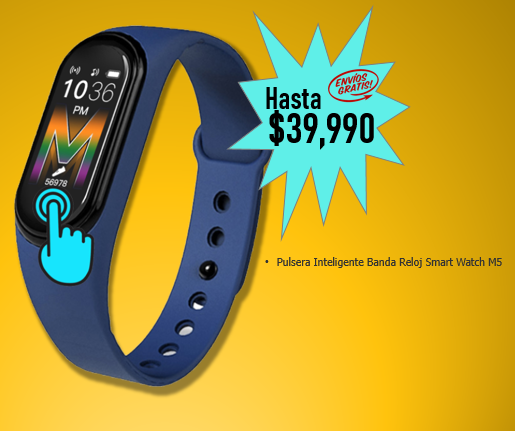 10 36
PM
M
56978
ENVÍOS
GRATIS!
Hasta
$39,990
• Pulsera Inteligente Banda Reloj Smart Watch M5